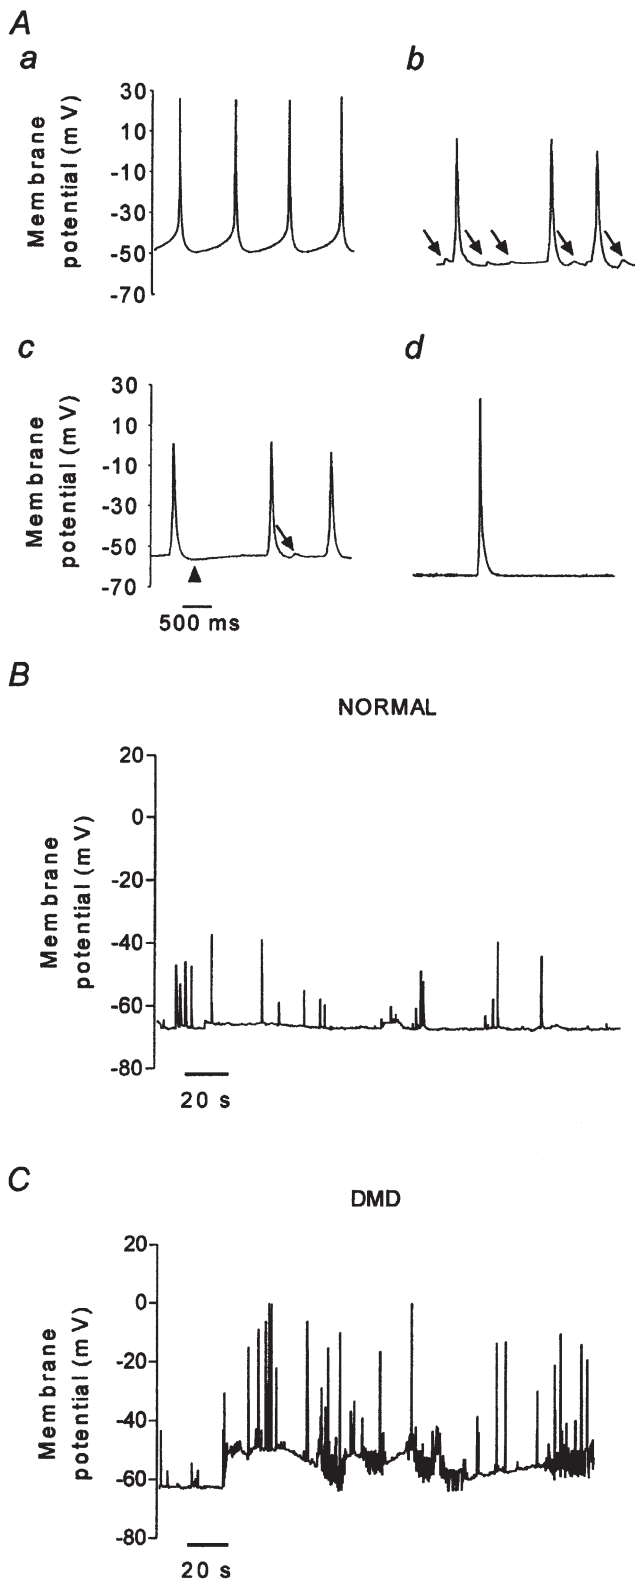 A
a
b
Membrane
potential (mV)
30
10
-10
-30
-50
-70
c
d
Membrane
potential (mV)
30
10
-10
-30
-50
-70
500 ms
B
NORMAL
Membrane
potential (mV)
20
0
-20
-40
-60
-80
20 s
C
DMD
Membrane
potential (mV)
20
0
-20
-40
-60
-80
20 s